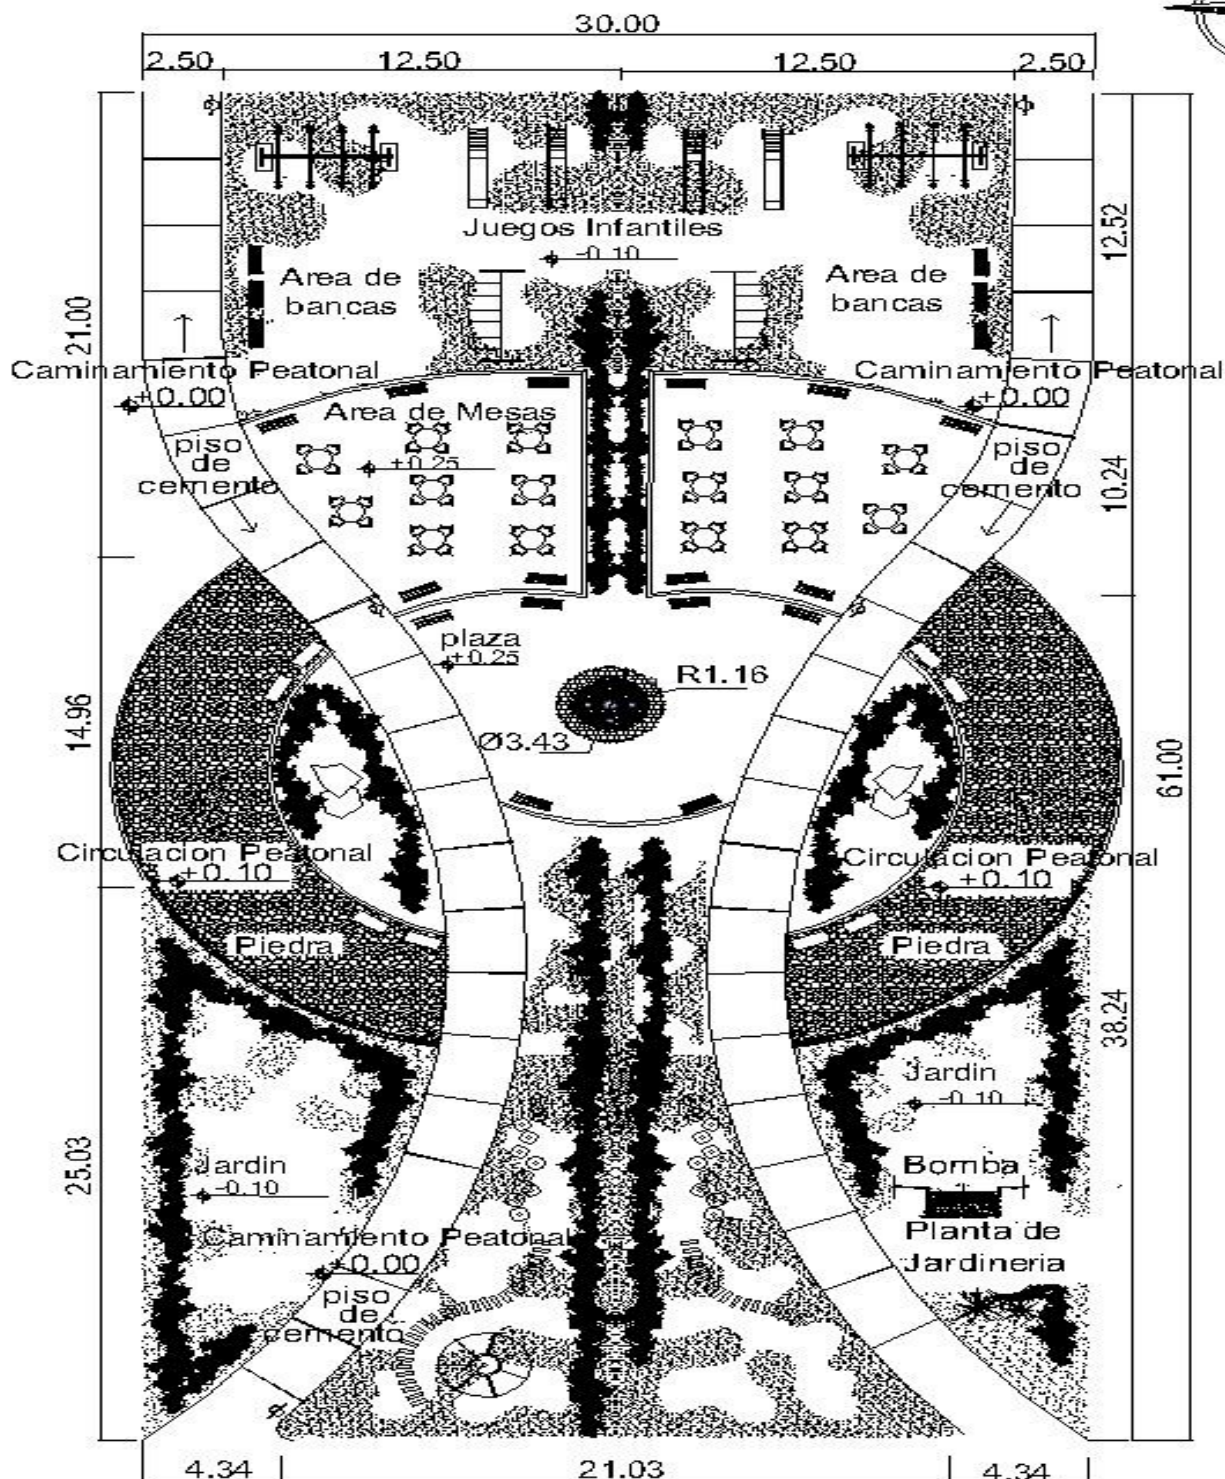 30.00
2.50 12.50 12.50 2.50
Juegos Infantiles
-0.10
Area de
bancas
Area de
bancas
12.52
21.00
Caminamiento Peatonal
+0.00
Caminamiento Peatonal
+0.00
Area de Mesas
+0.25
piso
de
cemento
piso
de
cemento
10.24
plaza
+0.25
R1.16
Ø3.43
14.96
61.00
Circulacion Peatonal
+0.10
Circulacion Peatonal
+0.10
Piedra
Piedra
38.24
Jardin
-0.10
Jardin
-0.10
25.03
Bomba
Planta de
Jardineria
Caminamiento Peatonal
+0.00
piso
de
cemento
4.34 21.03 4.34